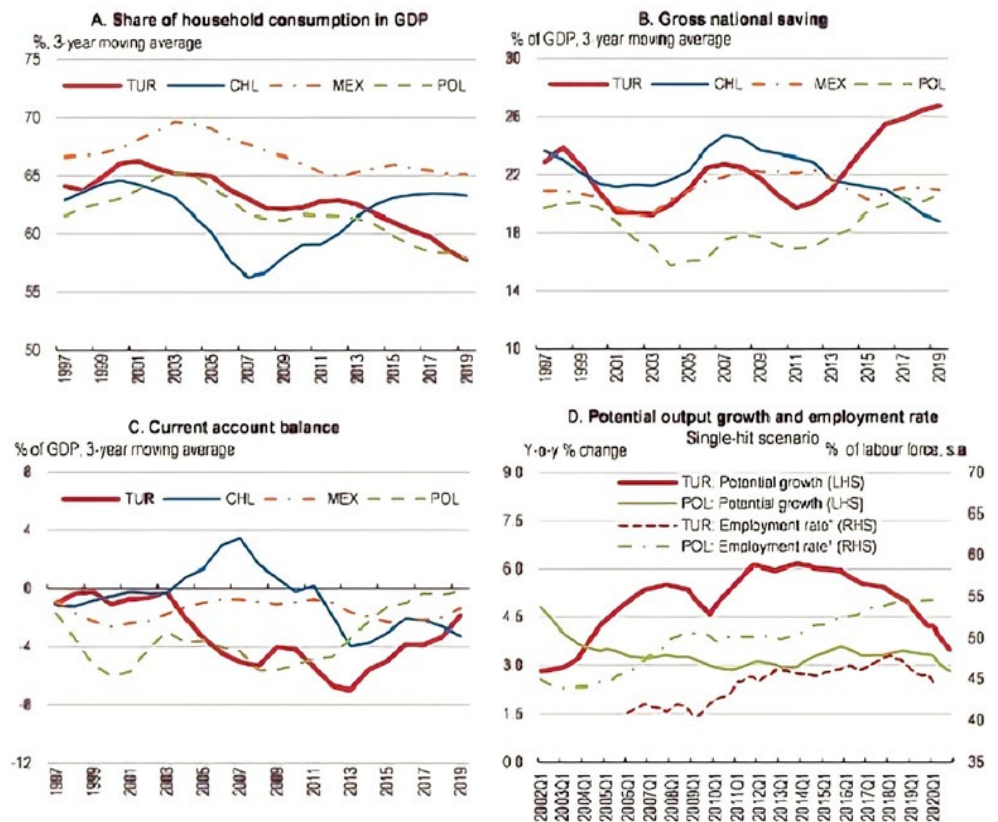 A. Share of household consumption in GDP
%, 3-year moving average
75
TUR CHL MEX POL
70
65
60
55
50
1997 1999 2001 2003 2005 2007 2009 2011 2013 2015 2017 2019
B. Gross national saving
% of GDP, 3-year moving average
30
TUR CHL MEX POL
26
22
18
14
10
1997 1999 2001 2003 2005 2007 2009 2011 2013 2015 2017 2019
C. Current account balance
% of GDP, 3-year moving average
8
TUR CHL MEX POL
4
0
-4
-8
-12
1997 1999 2001 2003 2005 2007 2009 2011 2013 2015 2017 2019
D. Potential output growth and employment rate
Single-hit scenario
Y-o-y % change % of labour force, s.a
9.0 70
TUR: Potential growth (LHS)
65
7.5 POL: Potential growth (LHS)
TUR: Employment rate¹ (RHS)
60
POL: Employment rate¹ (RHS)
6.0
55
4.5
50
3.0
45
1.5 40
0.0 35
2002Q1 2003Q1 2004Q1 2005Q1 2006Q1 2007Q1 2008Q1 2009Q1 2010Q1 2011Q1 2012Q1 2013Q1 2014Q1 2015Q1 2016Q1 2017Q1 2018Q1 2019Q1 2020Q1